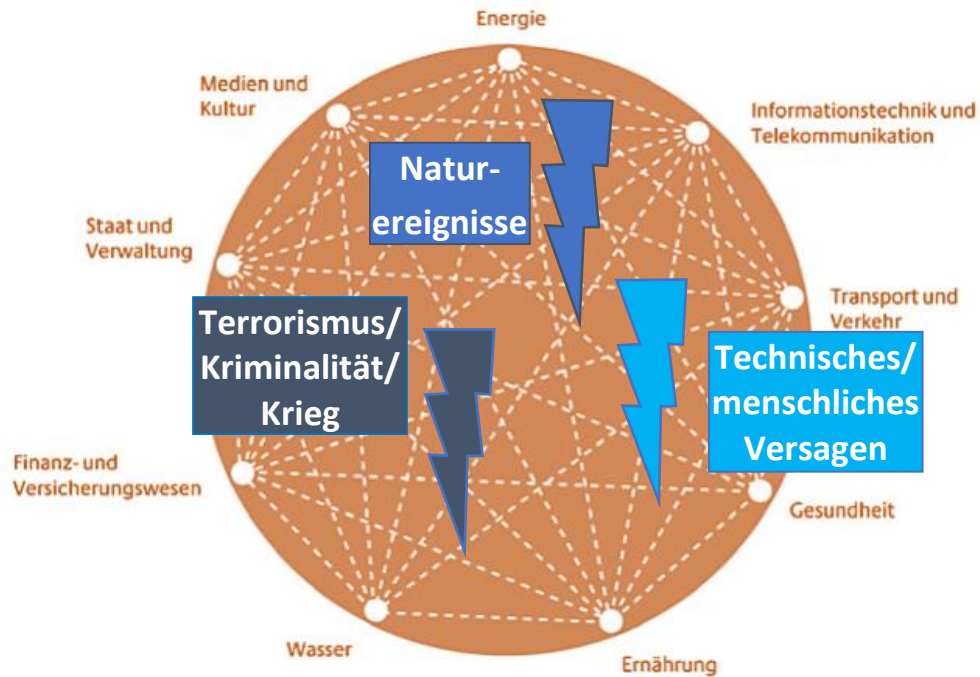 Energie
Medien und
Kultur
Informationstechnik und
Telekommunikation
Natur-
ereignisse
Staat und
Verwaltung
Transport und
Verkehr
Terrorismus/
Kriminalität/
Krieg
Technisches/
menschliches
Versagen
Finanz- und
Versicherungswesen
Gesundheit
Wasser
Ernährung